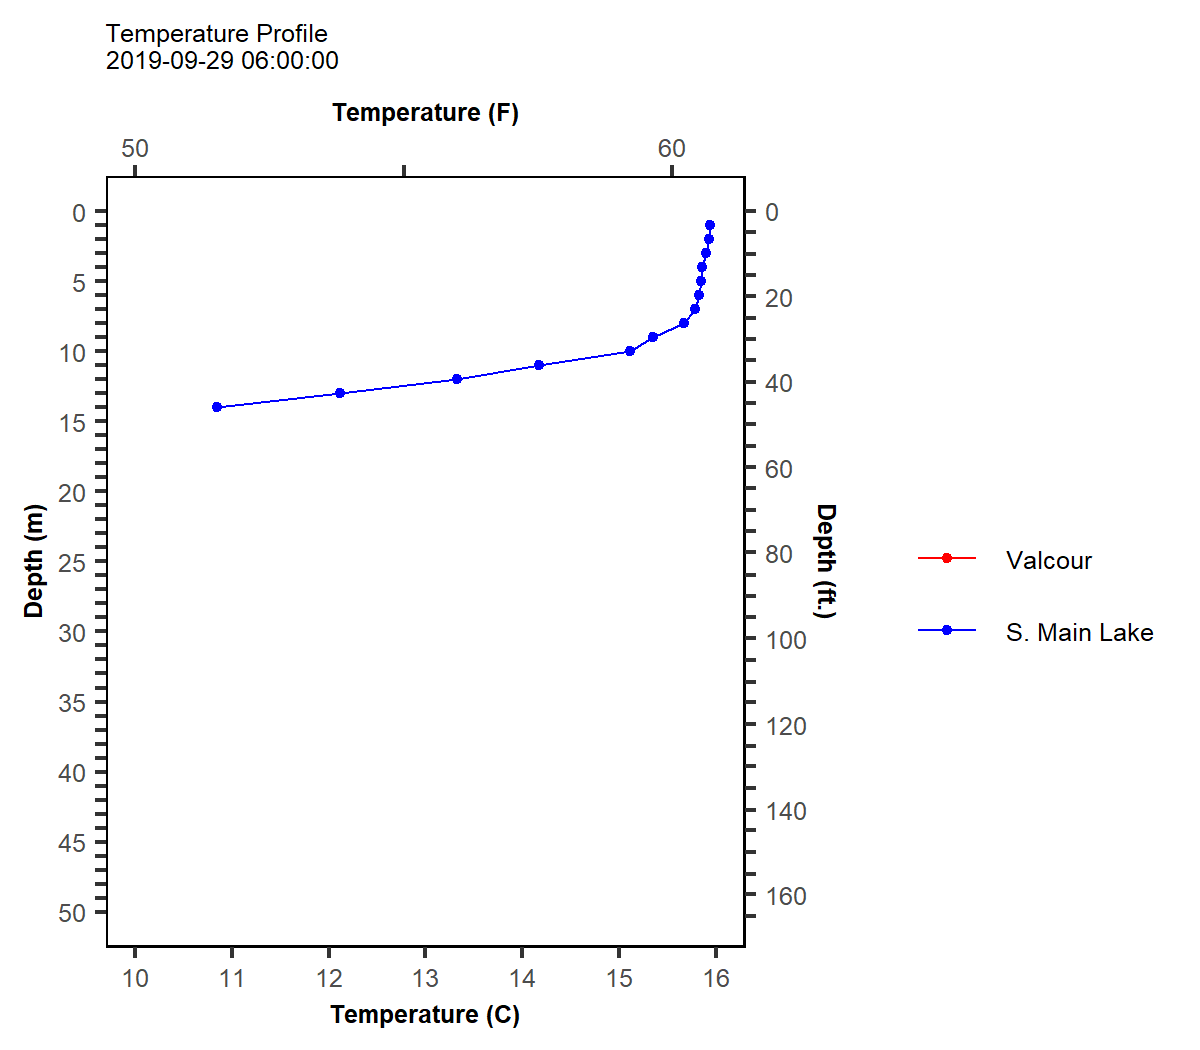 Temperature Profile
2019-09-29 06:00:00
Temperature (F)
50 60
0 0
5
20
10
40
15
60
20
80
25
100
30
35
120
40
140
45
160
50
Depth (m)
Depth (ft.)
Valcour
S. Main Lake
10 11 12 13 14 15 16
Temperature (C)